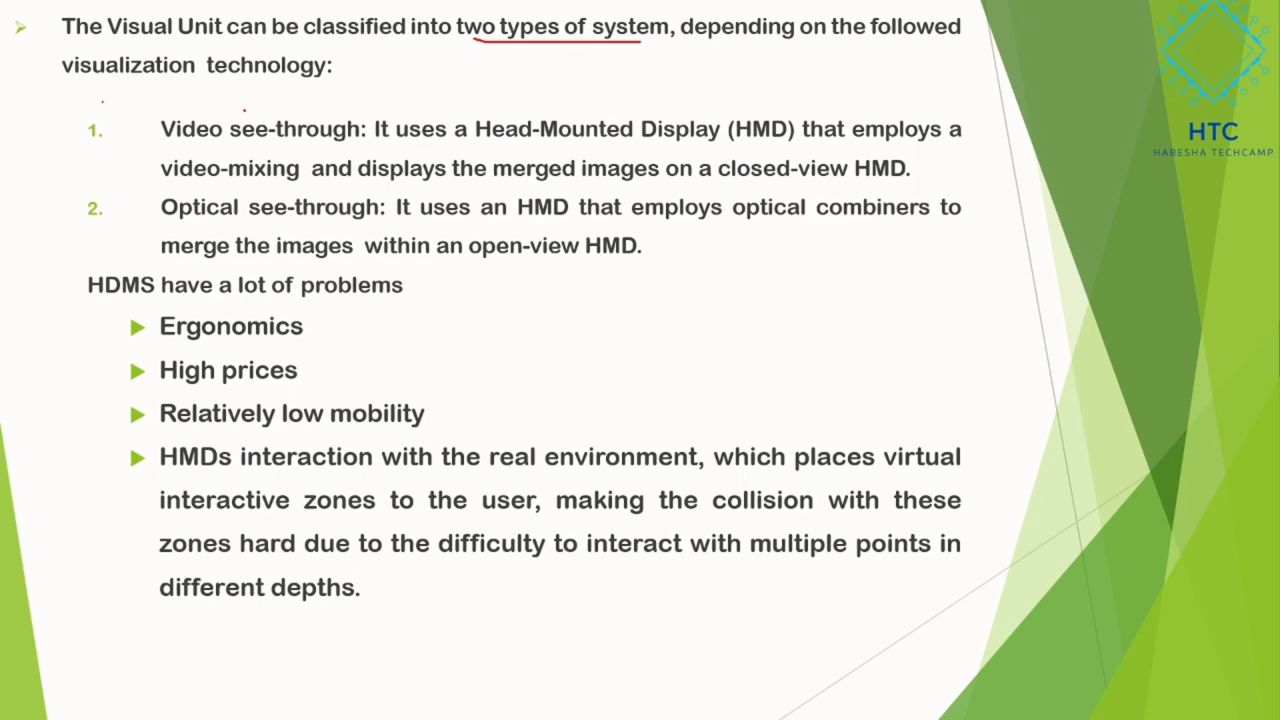 The Visual Unit can be classified into two types of system, depending on the followed
visualization technology:
1. Video see-through: It uses a Head-Mounted Display (HMD) that employs a
video-mixing and displays the merged images on a closed-view HMD.
2. Optical see-through: It uses an HMD that employs optical combiners to
merge the images within an open-view HMD.
HDMS have a lot of problems
Ergonomics
High prices
Relatively low mobility
HMDs interaction with the real environment, which places virtual
interactive zones to the user, making the collision with these
zones hard due to the difficulty to interact with multiple points in
different depths.
HTC
HABESHA TECHCAMP